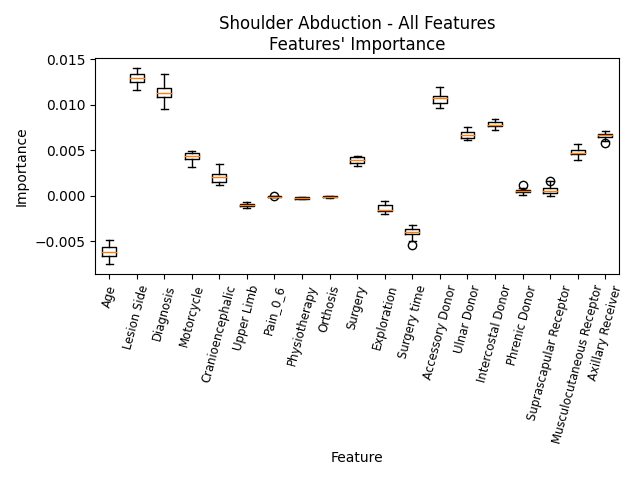 Shoulder Abduction - All Features
Features' Importance
0.015
0.010
0.005
0.000
−0.005
Importance
Age
Lesion Side
Diagnosis
Motorcycle
Cranioencephalic
Upper Limb
Pain_0_6
Physiotherapy
Orthosis
Surgery
Exploration
Surgery time
Accessory Donor
Ulnar Donor
Intercostal Donor
Phrenic Donor
Suprascapular Receptor
Musculocutaneous Receptor
Axillary Receiver
Feature